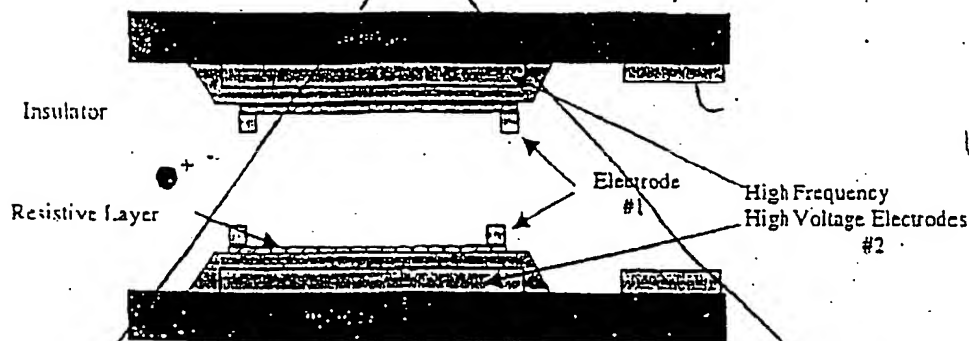 Insulator
Electrode
#1
High Frequency
High Voltage Electrodes
#2
Resistive Layer